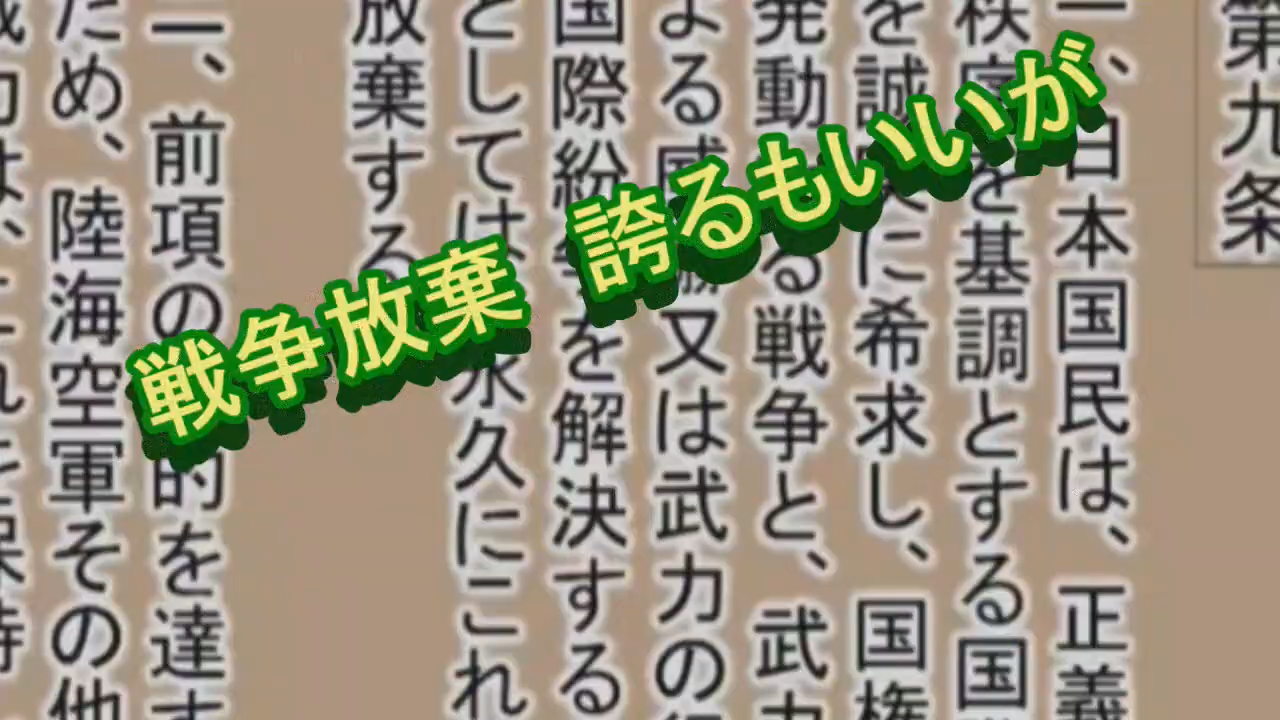 戦争放棄 誇るもいいが
第九条
一、日本国民は、正義
秩序を基調とする国
を誠実に希求し、国権
発動たる戦争と、武力
よる威嚇又は武力の
国際紛争を解決する
としては、永久にこれ
放棄する
二、前項の目的を達す
ため、陸海空軍その他
戦力は、これを保持